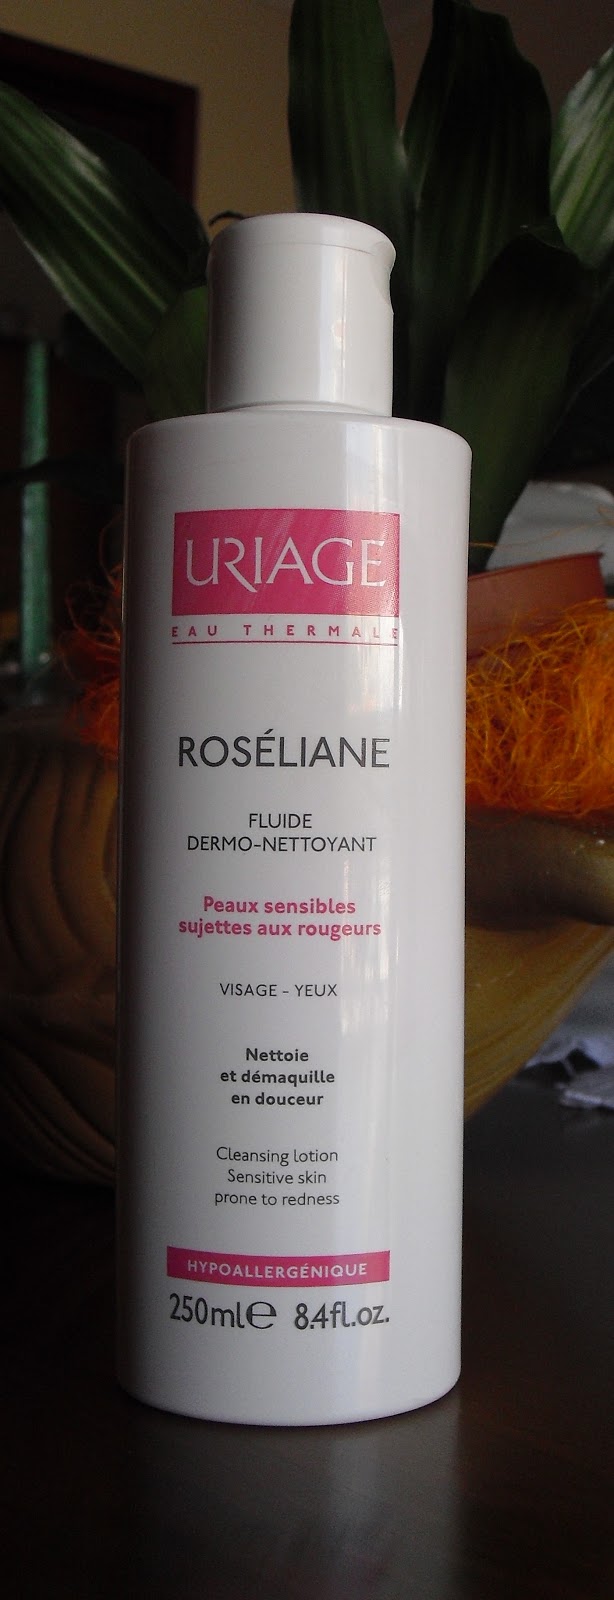 URIAGE
EAU THERMALE
ROSÉLIANE
FLUIDE
DERMO-NETTOYANT
Peaux sensibles
sujettes aux rougeurs
VISAGE - YEUX
Nettoie
et démaquille
en douceur
Cleansing lotion
Sensitive skin
prone to redness
HYPOALLERGÉNIQUE
250ml℮ 8.4fl.oz.